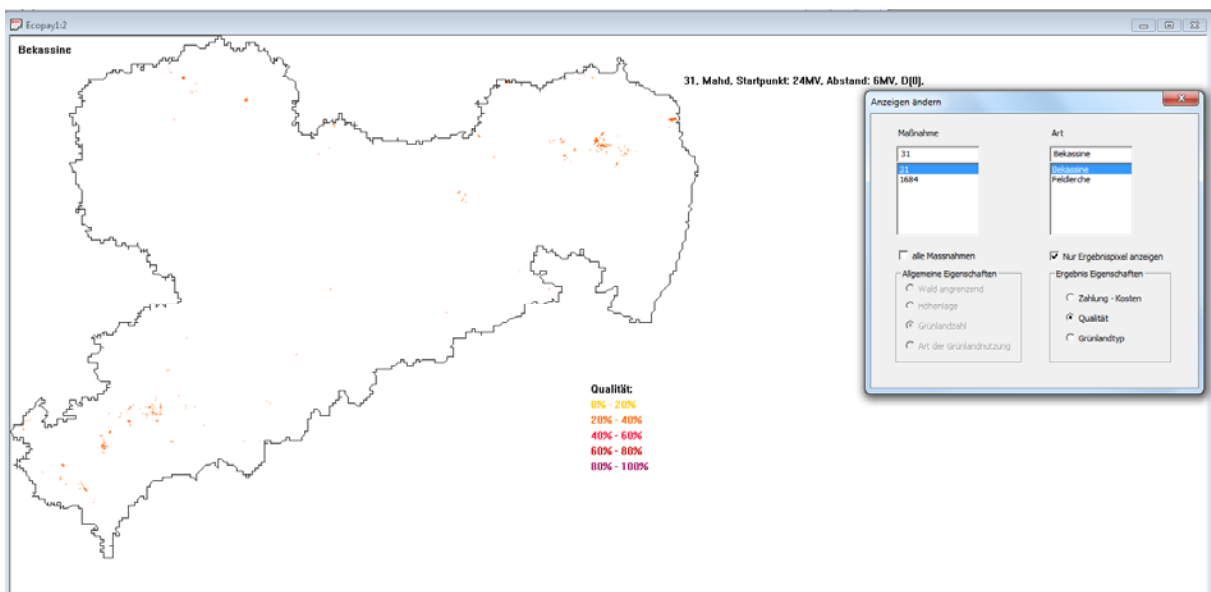 Ecopay1:2
Bekassine
31, Mahd, Startpunkt: 24MV, Abstand: 6MV, D[0].
Qualität:
0% - 20%
20% - 40%
40% - 60%
60% - 80%
80% - 100%
Anzeigen ändern
Maßnahme
Art
31
Bekassine
31
Bekassine
1684
Feldlerche
alle Massnahmen
Nur Ergebnispixel anzeigen
Allgemeine Eigenschaften
Wald angrenzend
Höhenlage
Grünlandzahl
Art der Grünlandnutzung
Ergebnis Eigenschaften
Zahlung - Kosten
Qualität
Grünlandtyp